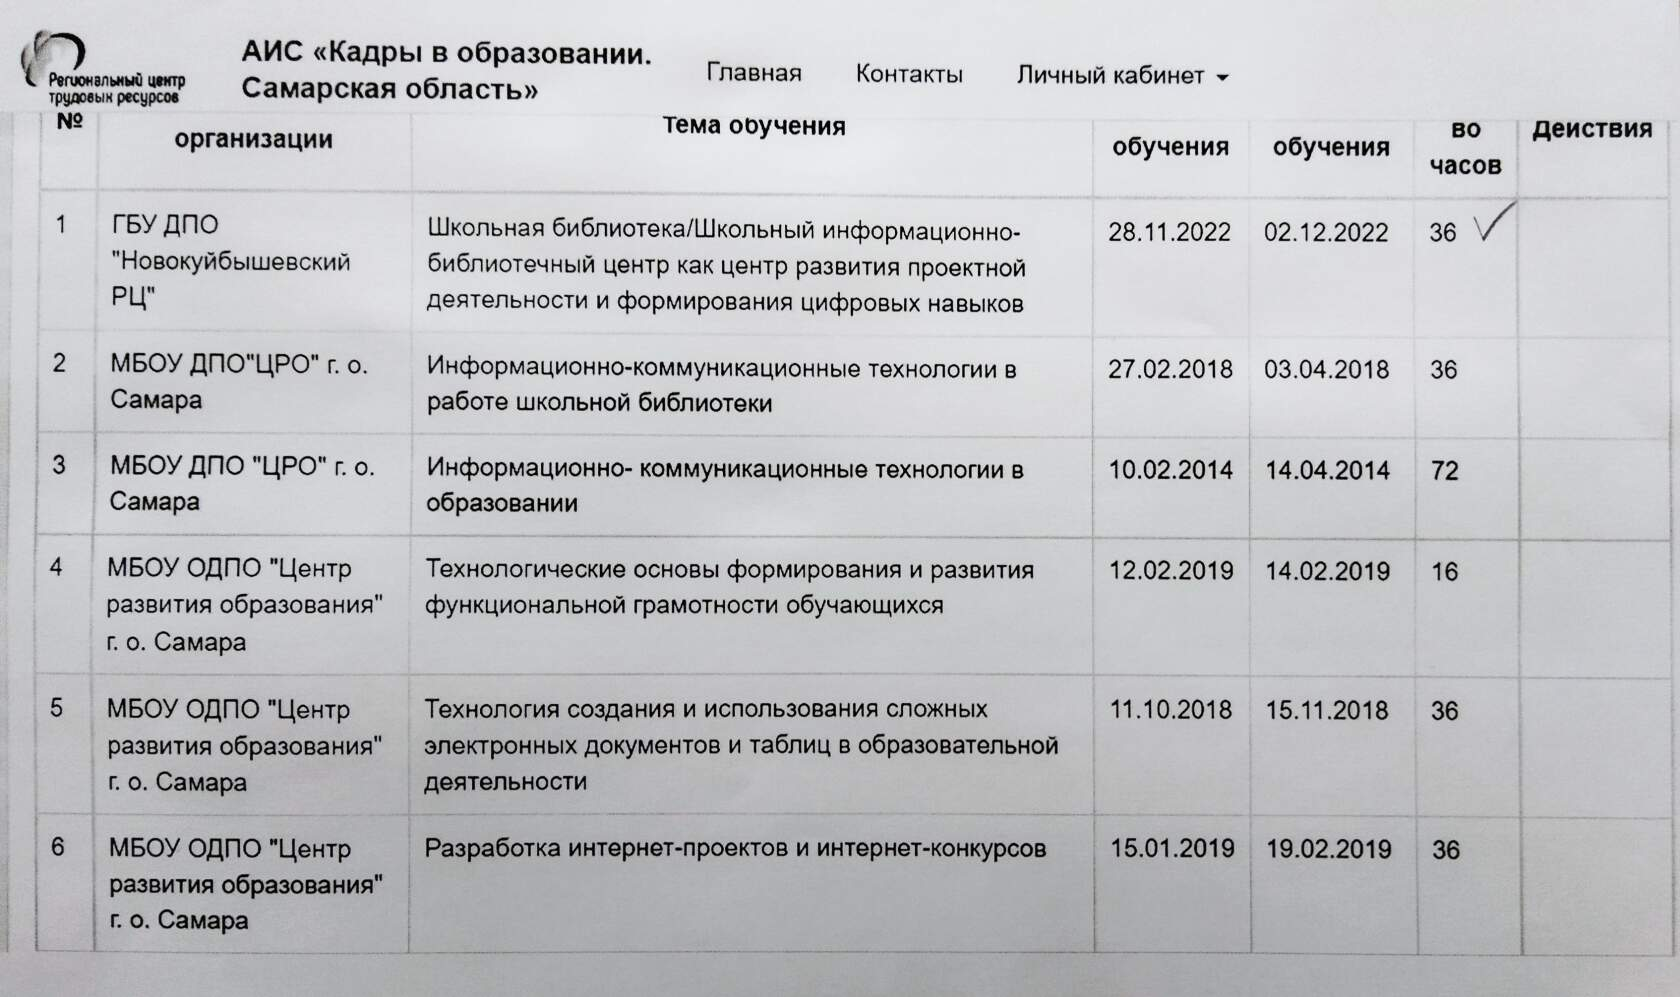 Региональный центр
трудовых ресурсов
АИС «Кадры в образовании.
Самарская область»
Главная
Контакты
Личный кабинет
№
организации
Тема обучения
обучения
обучения
во
часов
Действия
1
ГБУ ДПО
"Новокуйбышевский
РЦ"
Школьная библиотека/Школьный информационно-
библиотечный центр как центр развития проектной
деятельности и формирования цифровых навыков
28.11.2022
02.12.2022
36
2
МБОУ ДПО"ЦРО" г. о.
Самара
Информационно-коммуникационные технологии в
работе школьной библиотеки
27.02.2018
03.04.2018
36
3
МБОУ ДПО "ЦРО" г. о.
Самара
Информационно- коммуникационные технологии в
образовании
10.02.2014
14.04.2014
72
4
МБОУ ОДПО "Центр
развития образования"
г. о. Самара
Технологические основы формирования и развития
функциональной грамотности обучающихся
12.02.2019
14.02.2019
16
5
МБОУ ОДПО "Центр
развития образования"
г. о. Самара
Технология создания и использования сложных
электронных документов и таблиц в образовательной
деятельности
11.10.2018
15.11.2018
36
6
МБОУ ОДПО "Центр
развития образования"
г. о. Самара
Разработка интернет-проектов и интернет-конкурсов
15.01.2019
19.02.2019
36